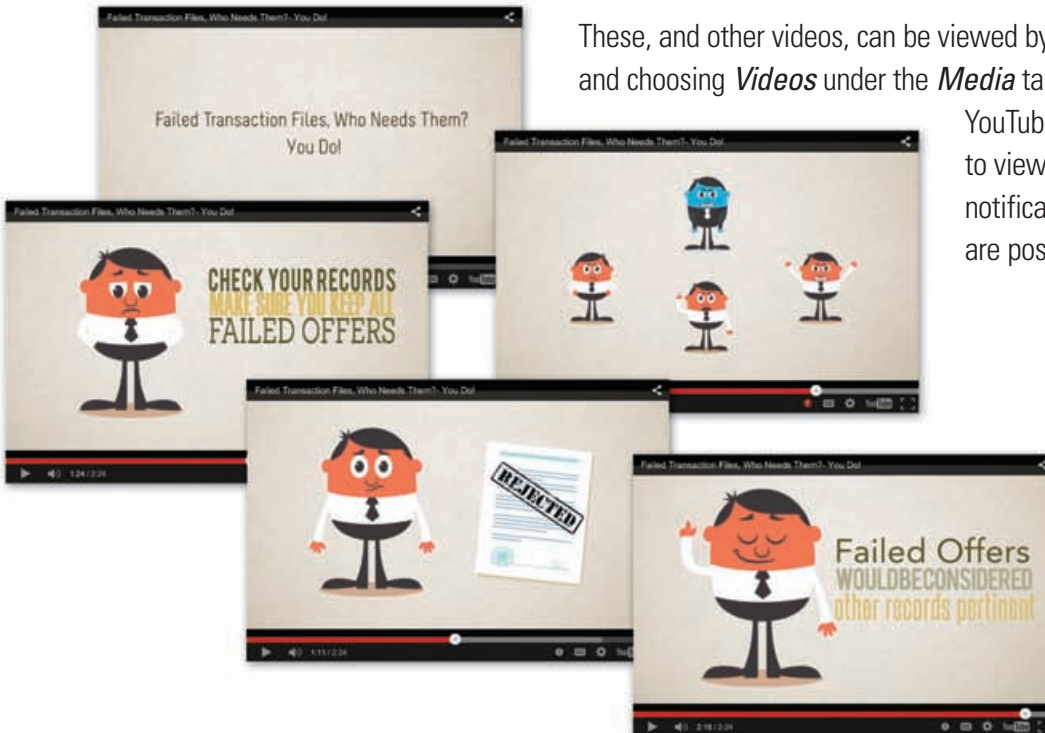 These, and other videos, can be viewed by
and choosing Videos under the Media ta
YouTub
to view
notifica
are pos
Failed Transaction Files, Who Needs Them?- You Do!
Failed Transaction Files, Who Needs Them?
You Do!
Failed Transaction Files, Who Needs Them?- You Do!
YouTube
Failed Transaction Files, Who Needs Them?- You Do!
CHECK YOUR RECORDS
MAKE SURE YOU KEEP ALL
FAILED OFFERS
1:24 / 2:24
YouTube
Failed Transaction Files, Who Needs Them?- You Do!
REJECTED
1:11 / 2:24
Failed Transaction Files, Who Needs Them?- You Do!
Failed Offers
WOULDBECONSIDERED
other records pertinent
2:18 / 2:24
YouTube